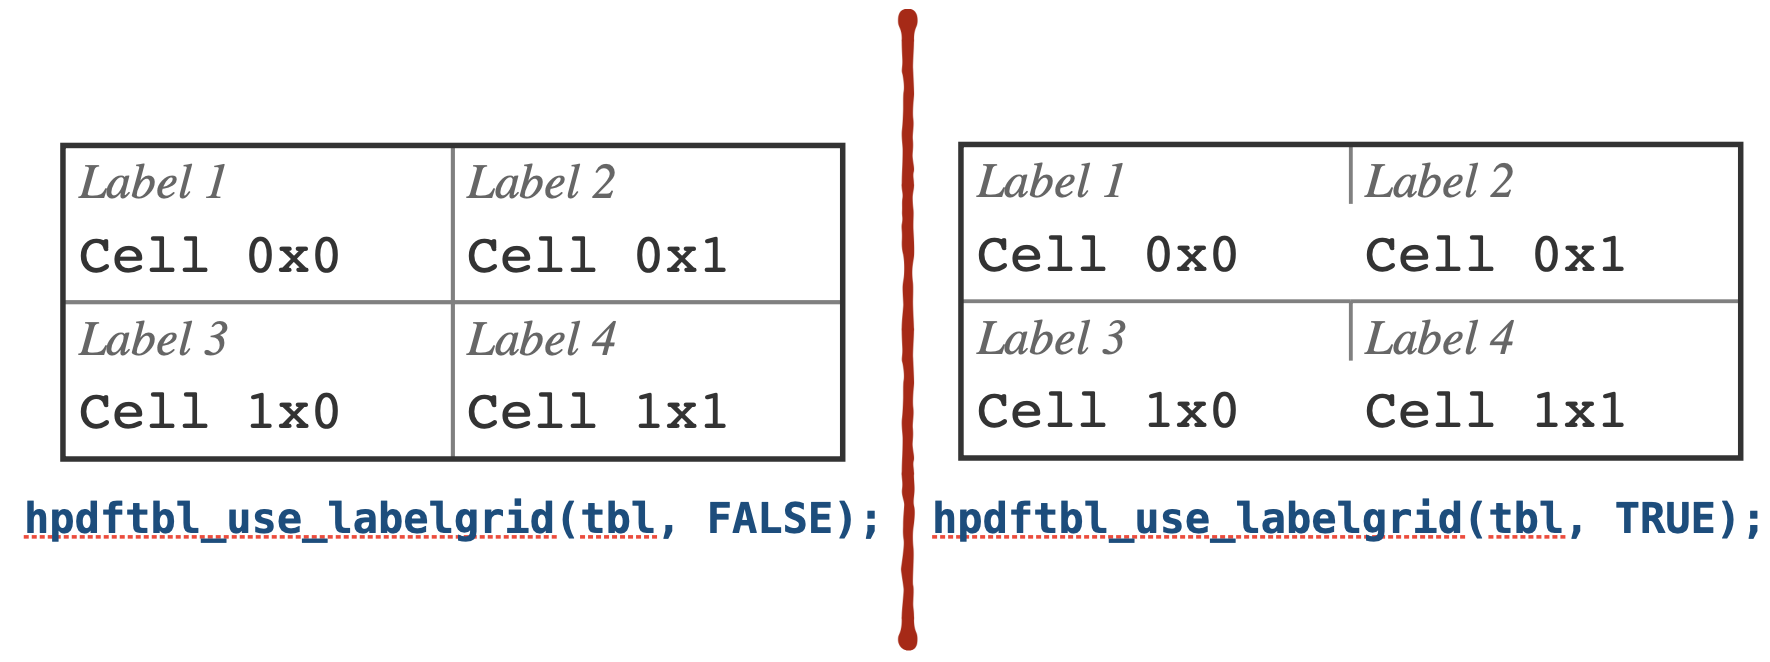 Label 1 Label 2
Cell 0x0 Cell 0x1
Label 3 Label 4
Cell 1x0 Cell 1x1
hpdftbl_use_labelgrid(tbl, FALSE);
Label 1 Label 2
Cell 0x0 Cell 0x1
Label 3 Label 4
Cell 1x0 Cell 1x1
hpdftbl_use_labelgrid(tbl, TRUE);